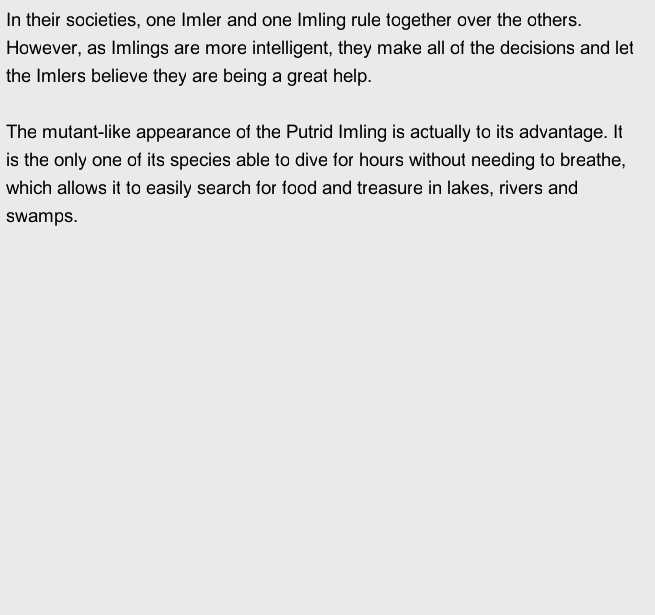 In their societies, one Imler and one Imling rule together over the others.
However, as Imlings are more intelligent, they make all of the decisions and let
the Imlers believe they are being a great help.

The mutant-like appearance of the Putrid Imling is actually to its advantage. It
is the only one of its species able to dive for hours without needing to breathe,
which allows it to easily search for food and treasure in lakes, rivers and
swamps.